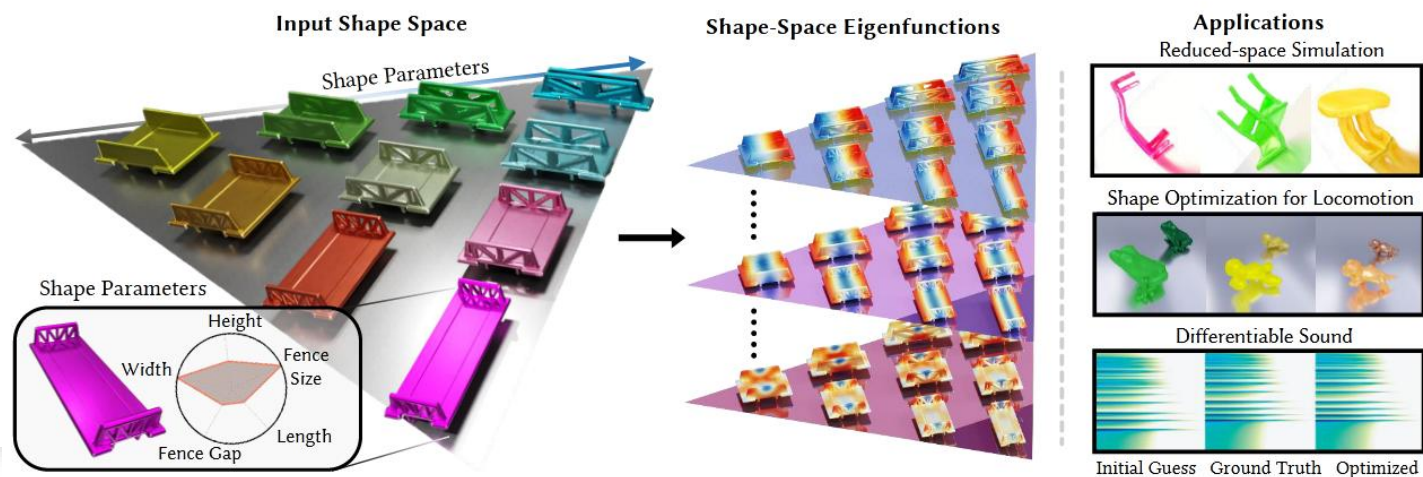 Input Shape Space
Shape Parameters
Shape Parameters
Height
Width
Fence
Size
Length
Fence Gap
Shape-Space Eigenfunctions
Applications
Reduced-space Simulation
Shape Optimization for Locomotion
Differentiable Sound
Initial Guess
Ground Truth
Optimized